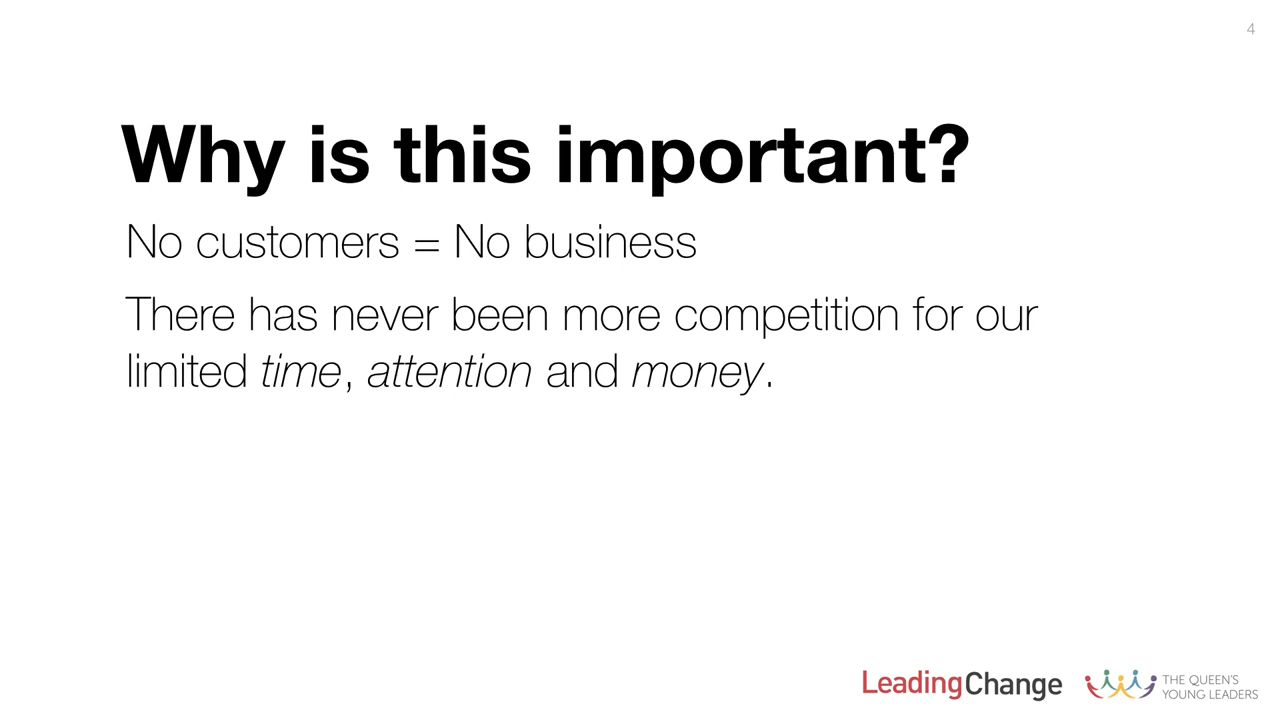 4
Why is this important?
No customers = No business
There has never been more competition for our
limited time, attention and money.
LeadingChange
THE QUEEN'S
YOUNG LEADERS